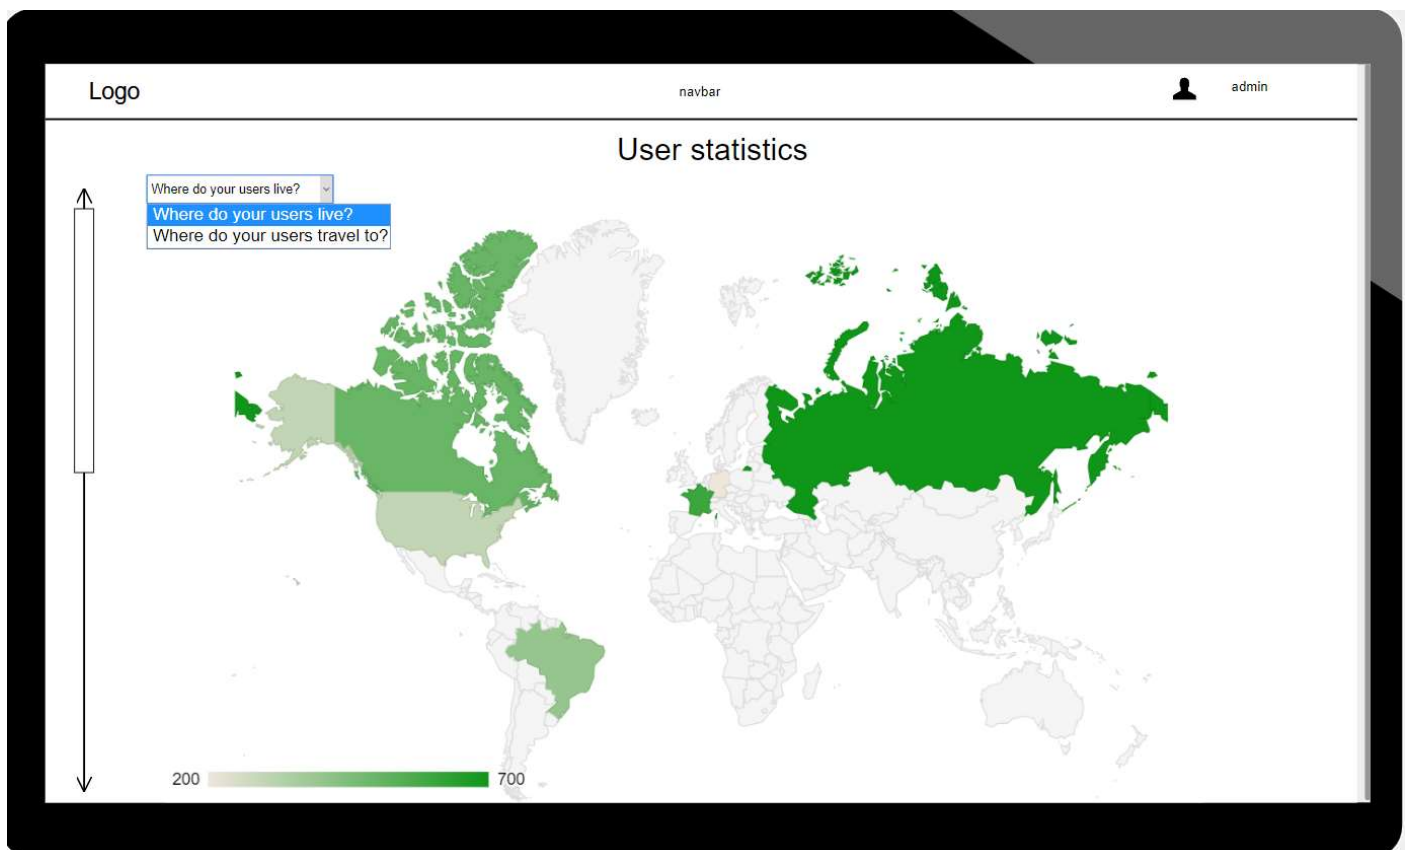 Logo
navbar
admin
User statistics
Where do your users live?
Where do your users live?
Where do your users travel to?
200
700